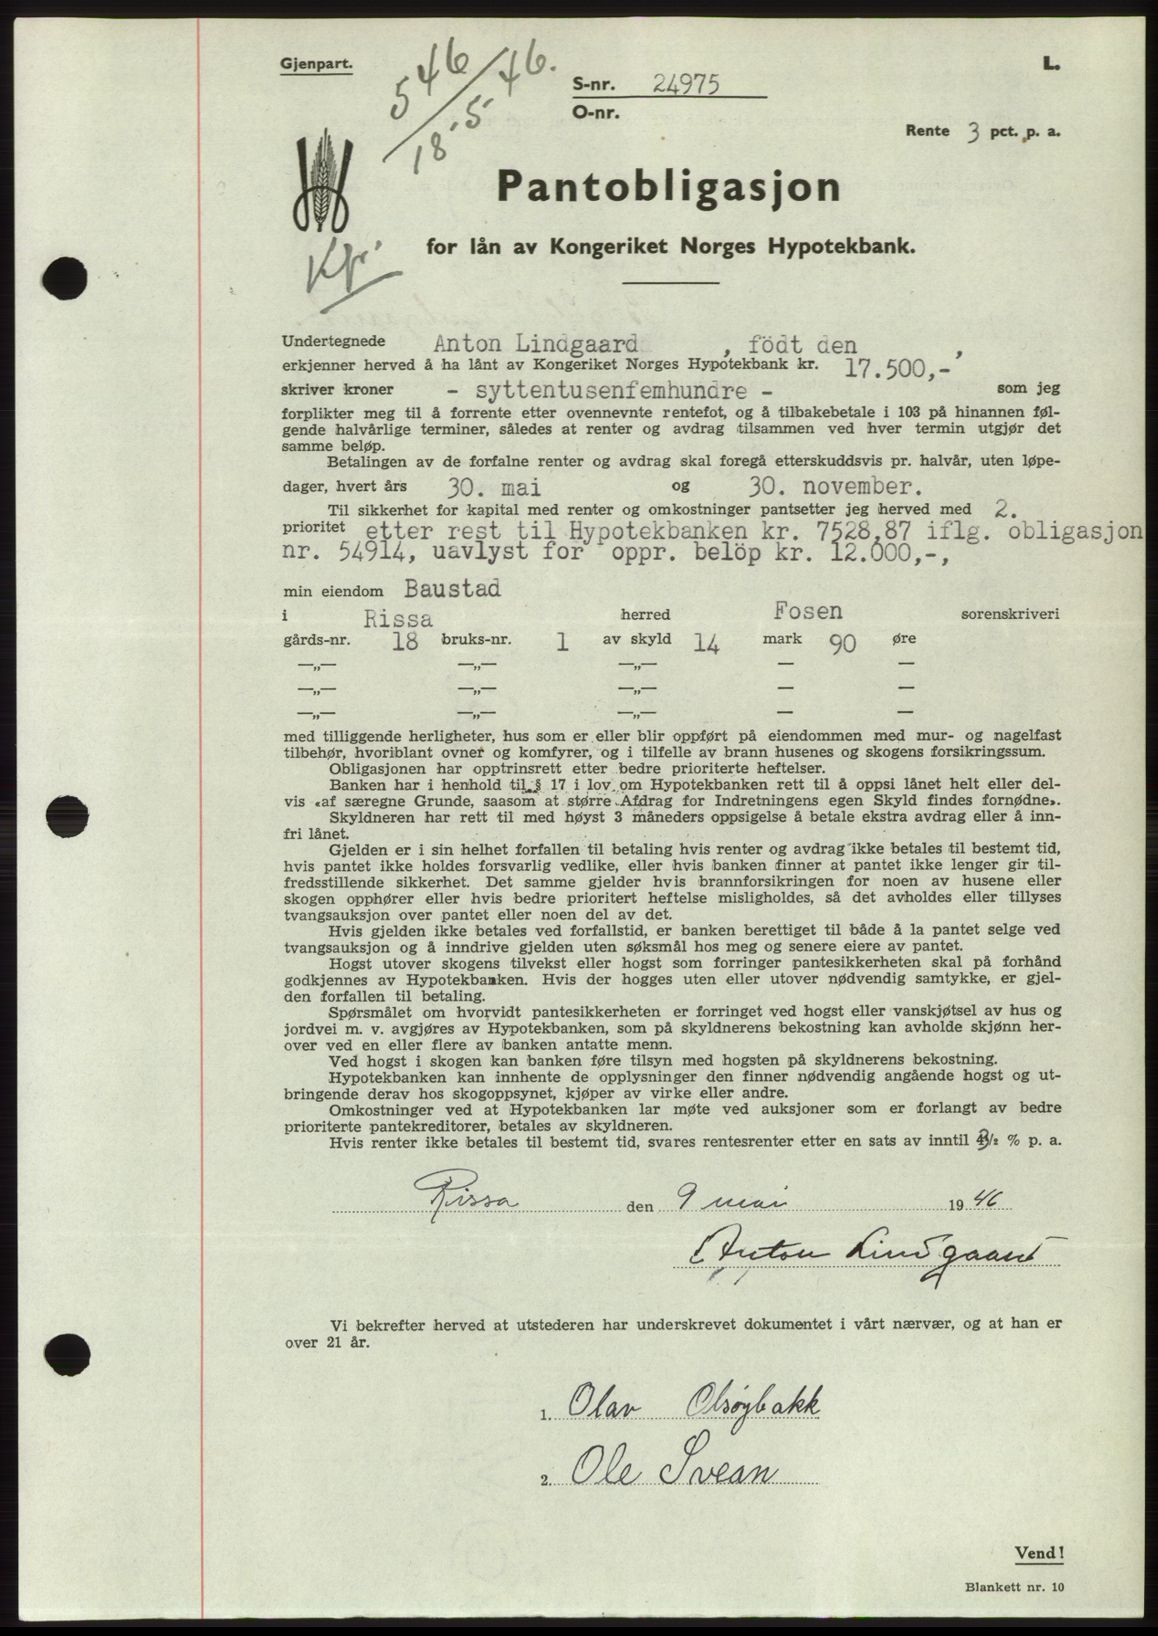 Gjenpart.
546
18-5-46.
S-nr. 24975
O-nr.
L.
Rente 3 pct. p. a.
Pantobligasjon
for lån av Kongeriket Norges Hypotekbank.
Kfr.
Undertegnede Anton Lindgaard , födt den ,
erkjenner herved å ha lånt av Kongeriket Norges Hypotekbank kr. 17.500,-
skriver kroner - syttentusenfemhundre - som jeg
forplikter meg til å forrente etter ovennevnte rentefot, og å tilbakebetale i 103 på hinannen føl-
gende halvårlige terminer, således at renter og avdrag tilsammen ved hver termin utgjør det
samme beløp.
Betalingen av de forfalne renter og avdrag skal foregå etterskuddsvis pr. halvår, uten løpe-
dager, hvert års 30. mai og 30. november.
Til sikkerhet for kapital med renter og omkostninger pantsetter jeg herved med 2.
prioritet etter rest til Hypotekbanken kr. 7528,87 iflg. obligasjon
nr. 54914, uavlyst for oppr. belöp kr. 12.000,-,
min eiendom Baustad
i Rissa herred Fosen sorenskriveri
gårds-nr. 18 bruks-nr. 1 av skyld 14 mark 90 øre
—„— —„— —„— — —
—„— —„— —„— — —
—„— —„— —„— — —
med tilliggende herligheter, hus som er eller blir oppført på eiendommen med mur- og nagelfast
tilbehør, hvoriblant ovner og komfyrer, og i tilfelle av brann husenes og skogens forsikringssum.
Obligasjonen har opptrinsrett etter bedre prioriterte heftelser.
Banken har i henhold til § 17 i lov om Hypotekbanken rett til å oppsi lånet helt eller del-
vis «af særegne Grunde, saasom at større Afdrag for Indretningens egen Skyld findes fornødne».
Skyldneren har rett til med høyst 3 måneders oppsigelse å betale ekstra avdrag eller å inn-
fri lånet.
Gjelden er i sin helhet forfallen til betaling hvis renter og avdrag ikke betales til bestemt tid,
hvis pantet ikke holdes forsvarlig vedlike, eller hvis banken finner at pantet ikke lenger gir til-
fredsstillende sikkerhet. Det samme gjelder hvis brannforsikringen for noen av husene eller
skogen opphører eller hvis bedre prioritert heftelse misligholdes, så det avholdes eller tillyses
tvangsauksjon over pantet eller noen del av det.
Hvis gjelden ikke betales ved forfallstid, er banken berettiget til både å la pantet selge ved
tvangsauksjon og å inndrive gjelden uten søksmål hos meg og senere eiere av pantet.
Hogst utover skogens tilvekst eller hogst som forringer pantesikkerheten skal på forhånd
godkjennes av Hypotekbanken. Hvis der hogges uten eller utover nødvendig samtykke, er gjel-
den forfallen til betaling.
Spørsmålet om hvorvidt pantesikkerheten er forringet ved hogst eller vanskjøtsel av hus og
jordvei m. v. avgjøres av Hypotekbanken, som på skyldnerens bekostning kan avholde skjønn her-
over ved en eller flere av banken antatte menn.
Ved hogst i skogen kan banken føre tilsyn med hogsten på skyldnerens bekostning.
Hypotekbanken kan innhente de opplysninger den finner nødvendig angående hogst og ut-
bringende derav hos skogoppsynet, kjøper av virke eller andre.
Omkostninger ved at Hypotekbanken lar møte ved auksjoner som er forlangt av bedre
prioriterte pantekreditorer, betales av skyldneren.
Hvis renter ikke betales til bestemt tid, svares rentesrenter etter en sats av inntil 3 % p. a.
Rissa den 9 mai 1946
Anton Lindgaard
Vi bekrefter herved at utstederen har underskrevet dokumentet i vårt nærvær, og at han er
over 21 år.
1. Olav Olsøybakk
2. Ole Svean
Vend!
Blankett nr. 10